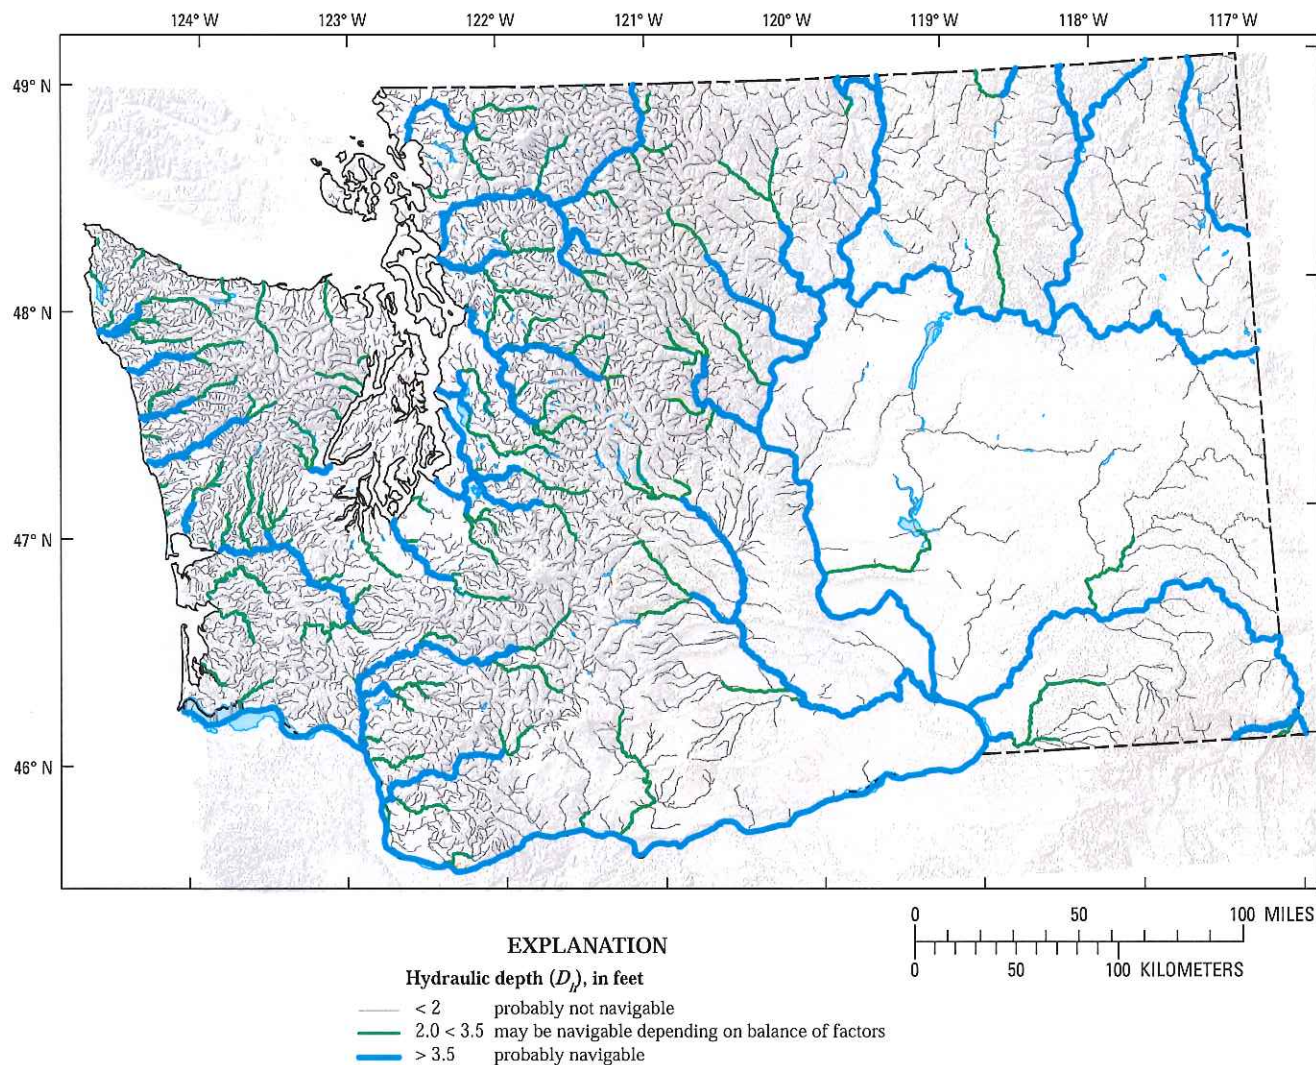 124° W 123° W 122° W 121° W 120° W 119° W 118° W 117° W
49° N
48° N
47° N
46° N
0 50 100 MILES
0 50 100 KILOMETERS
EXPLANATION
Hydraulic depth (Dh), in feet
< 2 probably not navigable
2.0 < 3.5 may be navigable depending on balance of factors
> 3.5 probably navigable